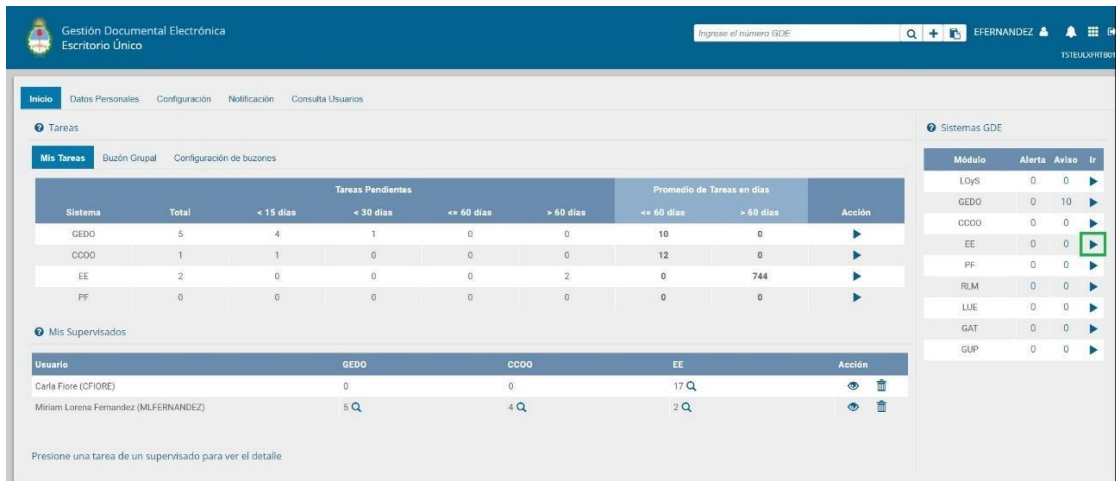 Gestión Documental Electrónica
Escritorio Único
Ingrese el número GDE
EFERNANDEZ
TSTEULXFRTB01
Inicio Datos Personales Configuración Notificación Consulta Usuarios
Tareas
Mis Tareas Buzón Grupal Configuración de buzones
Tareas Pendientes Promedio de Tareas en días
Sistema Total < 15 días < 30 días <= 60 días > 60 días <= 60 días > 60 días Acción
GEDO 5 4 1 0 0 10 0
CCOO 1 1 0 0 0 12 0
EE 2 0 0 0 2 0 744
PF 0 0 0 0 0 0 0
Mis Supervisados
Usuario GEDO CCOO EE Acción
Carla Fiore (CFIORE) 0 0 17
Miriam Lorena Fernandez (MLFERNANDEZ) 5 4 2
Presione una tarea de un supervisado para ver el detalle
Sistemas GDE
Módulo Alerta Aviso Ir
LOyS 0 0
GEDO 0 10
CCOO 0 0
EE 0 0
PF 0 0
RLM 0 0
LUE 0 0
GAT 0 0
GUP 0 0